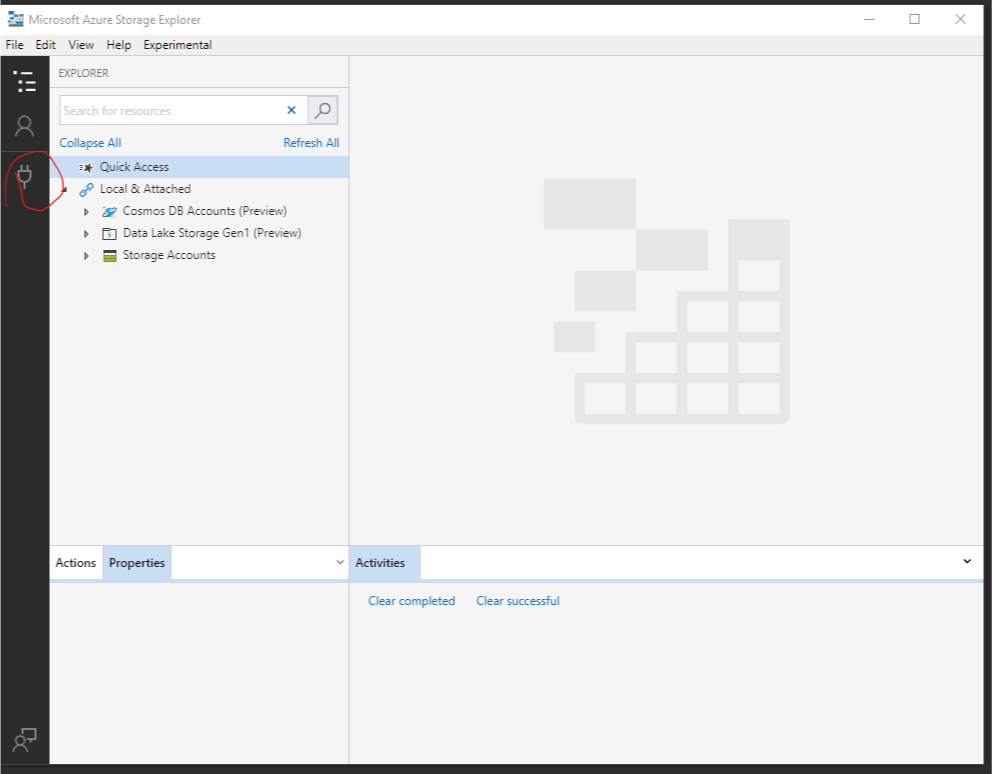 Microsoft Azure Storage Explorer
File Edit View Help Experimental
EXPLORER
Search for resources
Collapse All Refresh All
Quick Access
Local & Attached
Cosmos DB Accounts (Preview)
Data Lake Storage Gen1 (Preview)
Storage Accounts
Actions Properties Activities
Clear completed Clear successful